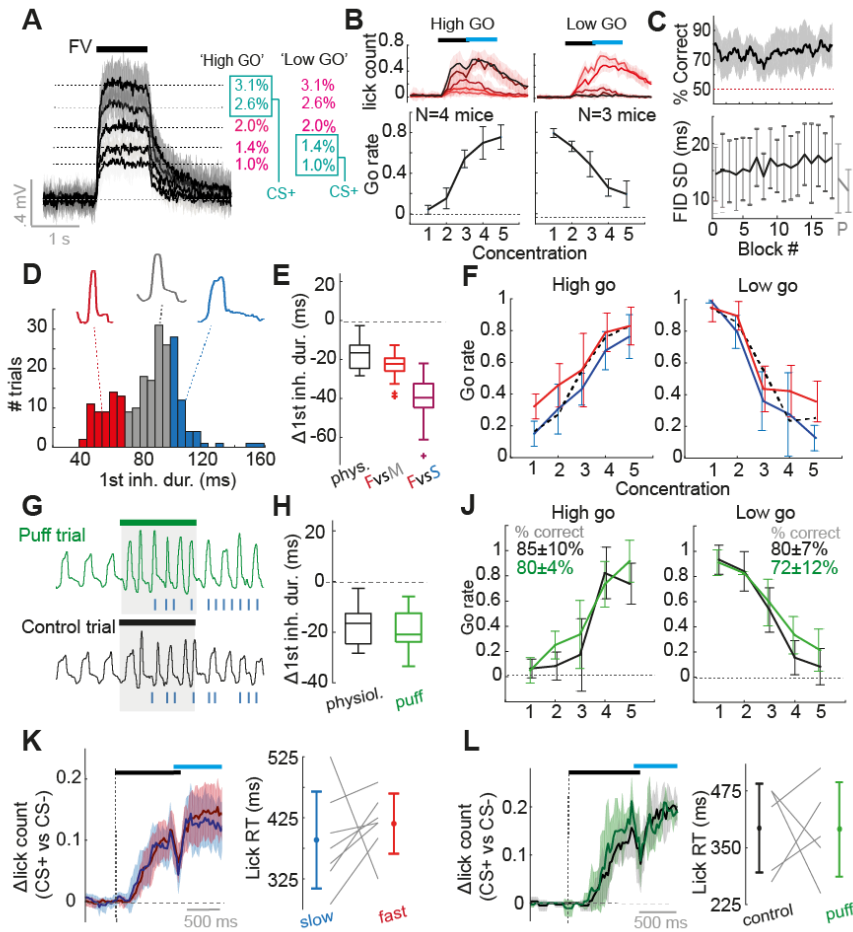 A
FV
'High GO'
'Low GO'
3.1%
2.6%
2.0%
1.4%
1.0%
CS+
3.1%
2.6%
2.0%
1.4%
1.0%
CS+
.4 mV
1 s
B
High GO
Low GO
lick count
0.8
0.4
0
N=4 mice
N=3 mice
Go rate
0.8
0.4
0
1 2 3 4 5
1 2 3 4 5
Concentration
C
% Correct
90
50
FID SD (ms)
20
10
0 5 10 15
P
Block #
D
# trials
30
10
0
40 80 120 160
1st inh. dur. (ms)
E
Δ1st inh. dur. (ms)
0
-20
-40
-60
phys.
FvsM
FvsS
F
High go
Low go
Go rate
1
0.8
0.6
0.4
0.2
0
1 2 3 4 5
1 2 3 4 5
Concentration
G
Puff trial
Control trial
H
Δ1st inh. dur. (ms)
20
0
-20
-40
physiol.
puff
J
High go
Low go
% correct
85±10%
80±4%
% correct
80±7%
72±12%
Go rate
1
0.8
0.6
0.4
0.2
0
1 2 3 4 5
1 2 3 4 5
K
Δlick count
(CS+ vs CS-)
0.2
0.1
0
500 ms
Lick RT (ms)
525
425
325
slow
fast
L
Δlick count
(CS+ vs CS-)
0.2
0.1
0
500 ms
Lick RT (ms)
475
350
225
control
puff